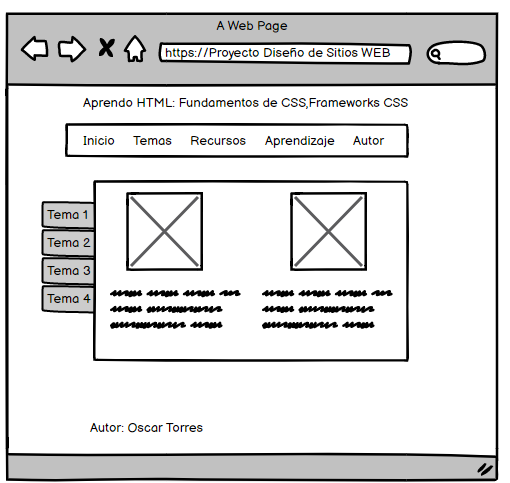 A Web Page
https://Proyecto Diseño de Sitios WEB
Aprendo HTML: Fundamentos de CSS,Frameworks CSS
Inicio Temas Recursos Aprendizaje Autor
Tema 1
Tema 2
Tema 3
Tema 4
Autor: Oscar Torres